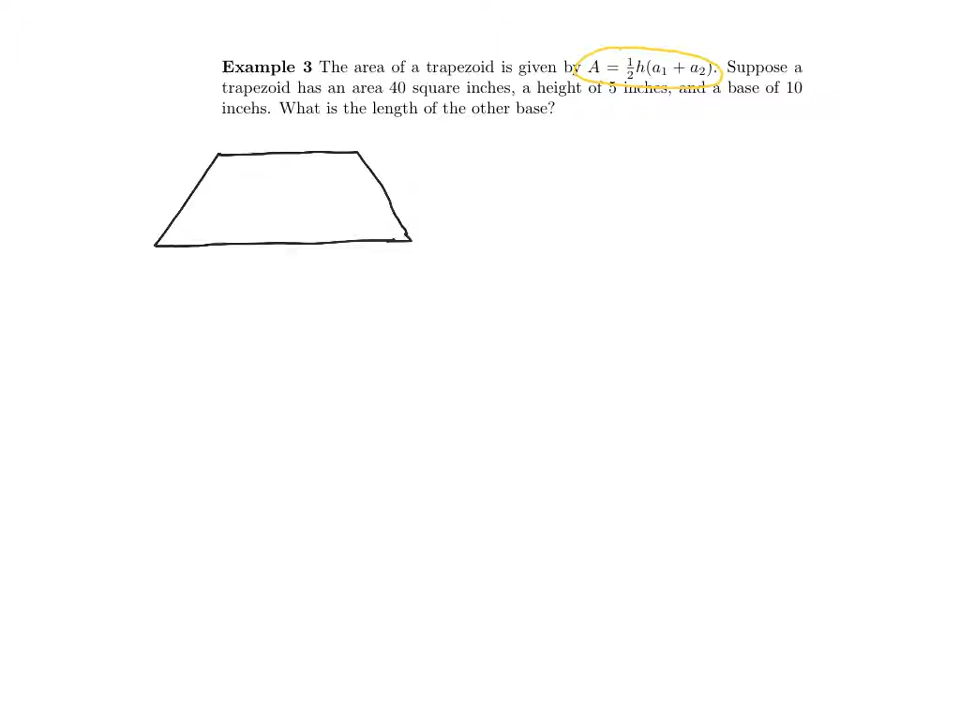 Example 3 The area of a trapezoid is given by A = ½h(a₁ + a₂). Suppose a
trapezoid has an area 40 square inches, a height of 5 inches, and a base of 10
incehs. What is the length of the other base?